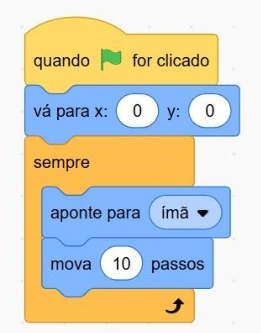 quando for clicado
vá para x: 0 y: 0
sempre
aponte para ímã
mova 10 passos